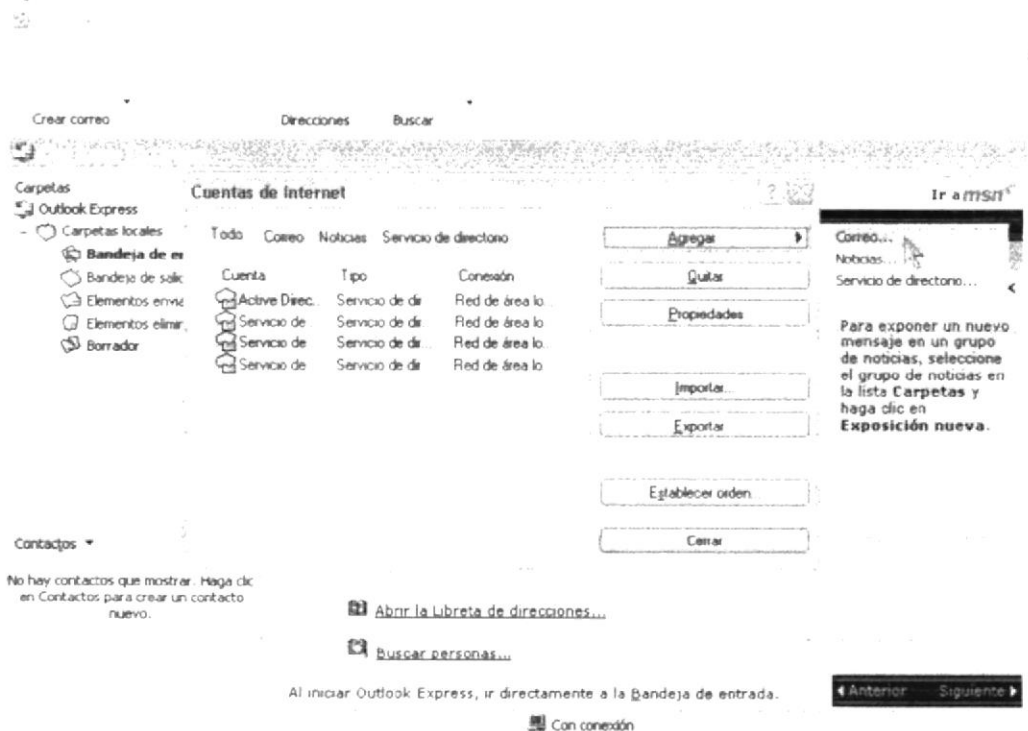 Crear correo Direcciones Buscar
Carpetas
Outlook Express
Carpetas locales
Bandeja de en
Bandeja de salic
Elementos envia
Elementos elimir
Borrador
Contactos
No hay contactos que mostrar. Haga clic
en Contactos para crear un contacto
nuevo.
Cuentas de Internet
Todo Correo Noticias Servicio de directorio
Cuenta Tipo Conexión
Active Direc... Servicio de dir Red de área lo
Servicio de Servicio de dir Red de área lo
Servicio de Servicio de dir... Red de área lo
Servicio de Servicio de dir Red de área lo
Agregar
Quitar
Propiedades
Importar...
Exportar
Establecer orden...
Cerrar
Abrir la Libreta de direcciones...
Buscar personas...
Al iniciar Outlook Express, ir directamente a la Bandeja de entrada.
Con conexión
Ir a msn
Correo...
Noticias...
Servicio de directorio...
Para exponer un nuevo
mensaje en un grupo
de noticias, seleccione
el grupo de noticias en
la lista Carpetas y
haga clic en
Exposición nueva.
Anterior Siguiente